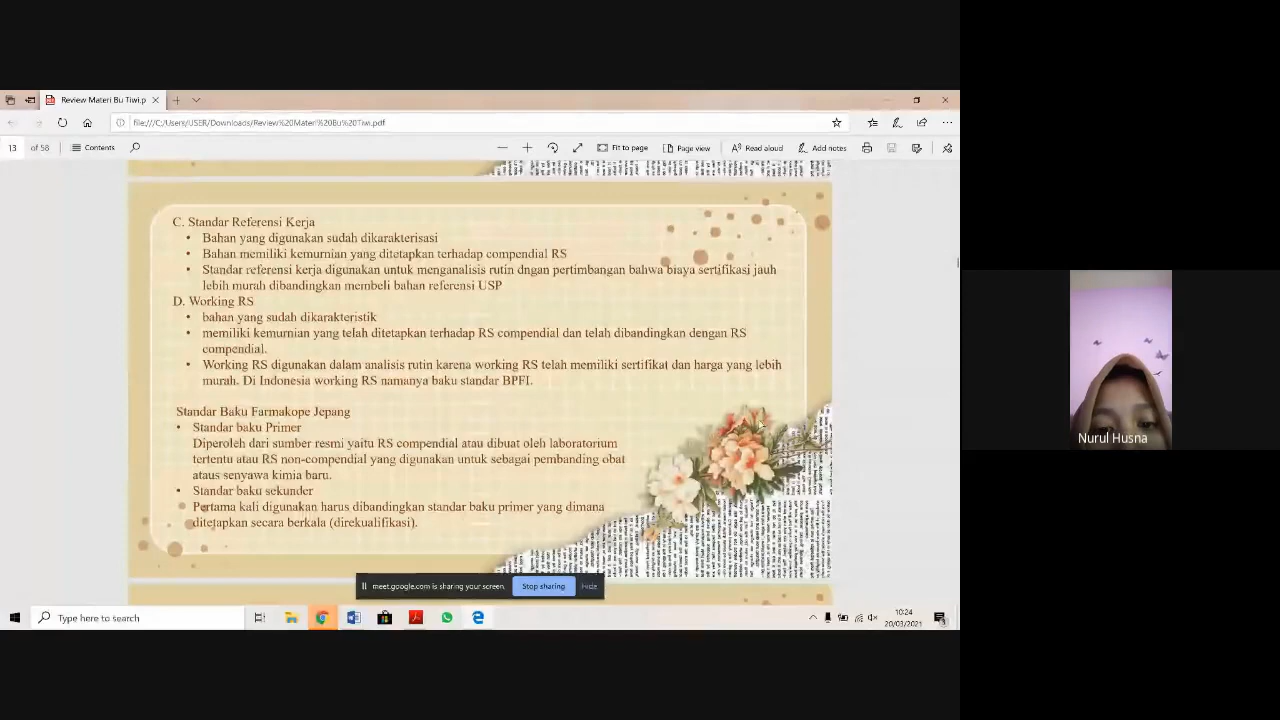 Review Materi Bu Tiwi.p
file:///C:/Users/USER/Downloads/Review%20Materi%20Bu%20Tiwi.pdf
13 of 58 Contents Fit to page Page view Read aloud Add notes
C. Standar Referensi Kerja
• Bahan yang digunakan sudah dikarakterisasi
• Bahan memiliki kemurnian yang ditetapkan terhadap compendial RS
• Standar referensi kerja digunakan untuk menganalisis rutin dngan pertimbangan bahwa biaya sertifikasi jauh
lebih murah dibandingkan membeli bahan referensi USP
D. Working RS
• bahan yang sudah dikarakteristik
• memiliki kemurnian yang telah ditetapkan terhadap RS compendial dan telah dibandingkan dengan RS
compendial.
• Working RS digunakan dalam analisis rutin karena working RS telah memiliki sertifikat dan harga yang lebih
murah. Di Indonesia working RS namanya baku standar BPFI.
Standar Baku Farmakope Jepang
• Standar baku Primer
Diperoleh dari sumber resmi yaitu RS compendial atau dibuat oleh laboratorium
tertentu atau RS non-compendial yang digunakan untuk sebagai pembanding obat
ataus senyawa kimia baru.
• Standar baku sekunder
Pertama kali digunakan harus dibandingkan standar baku primer yang dimana
ditetapkan secara berkala (direkualifikasi).
meet.google.com is sharing your screen. Stop sharing Hide
Type here to search
10:24
20/03/2021
Nurul Husna